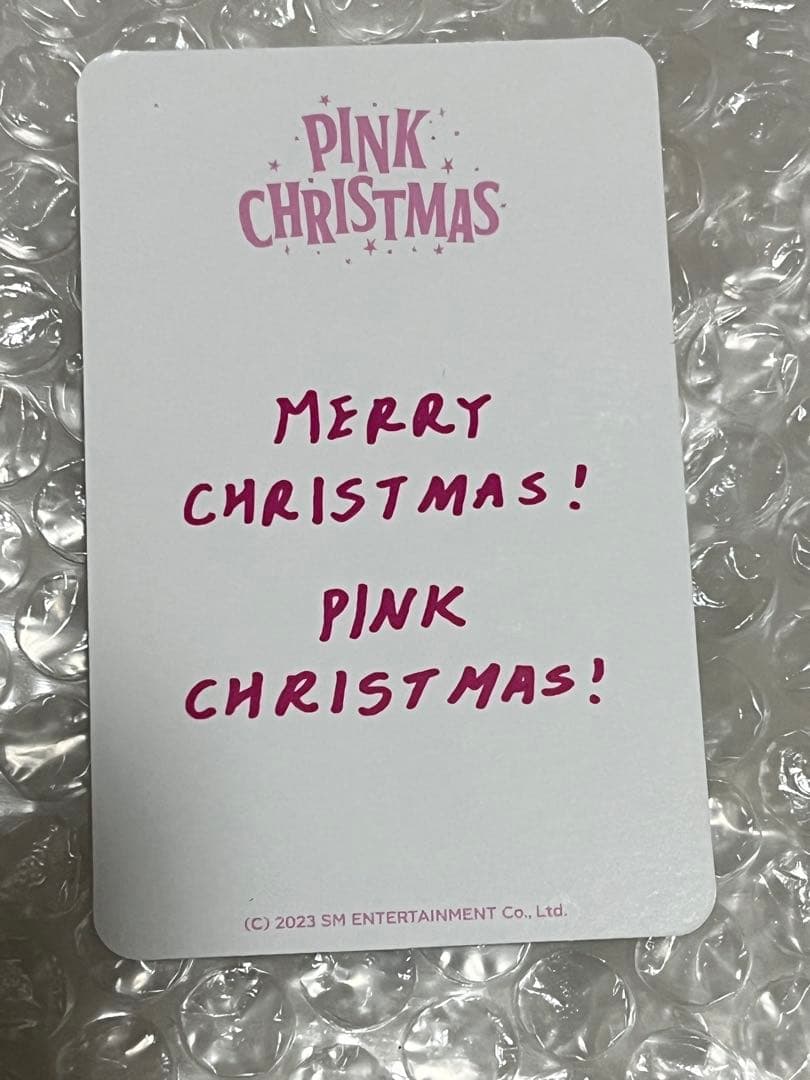 PINK
CHRISTMAS
MERRY
CHRISTMAS!
PINK
CHRISTMAS!
(C) 2023 SM ENTERTAINMENT Co., Ltd.